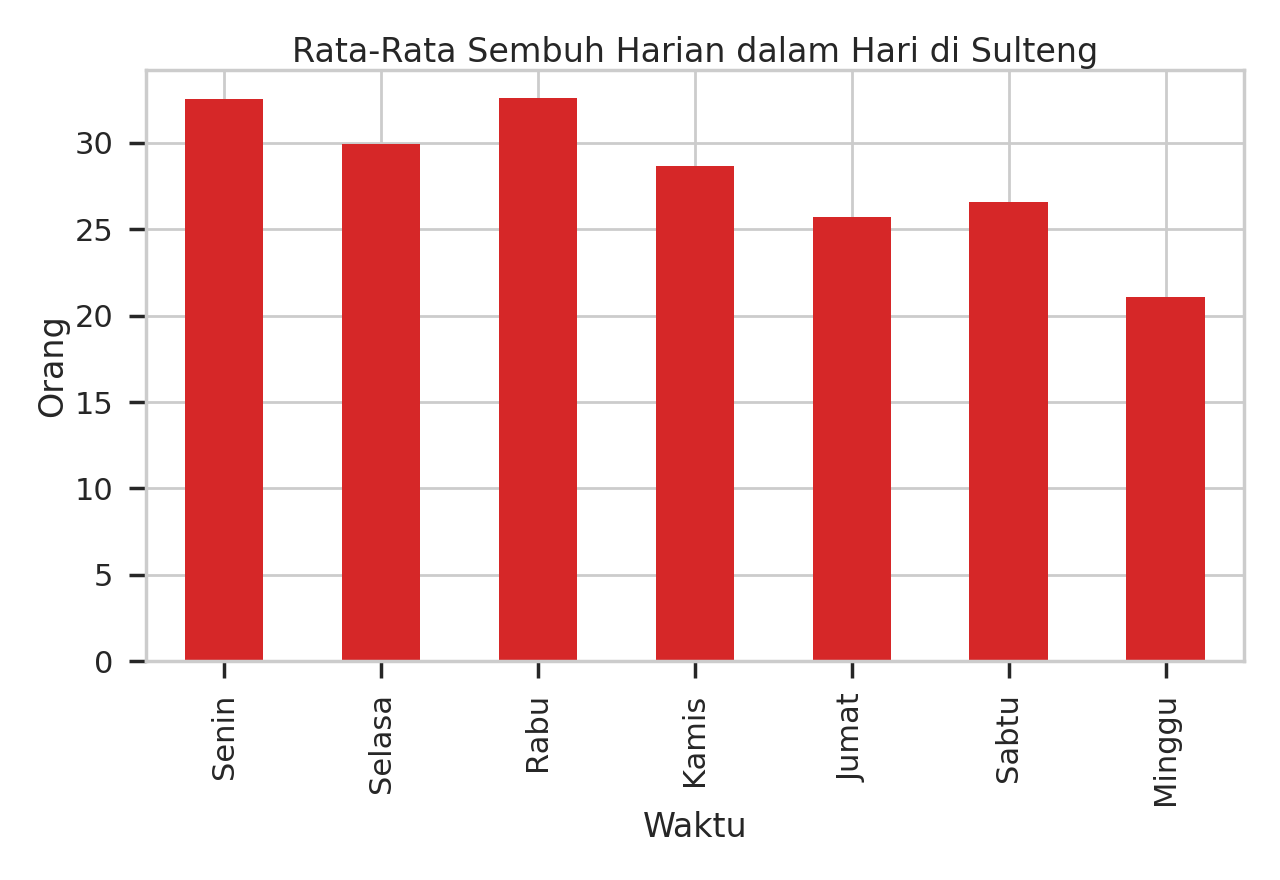 Rata-Rata Sembuh Harian dalam Hari di Sulteng
Orang
30
25
20
15
10
5
0
Senin
Selasa
Rabu
Kamis
Jumat
Sabtu
Minggu
Waktu